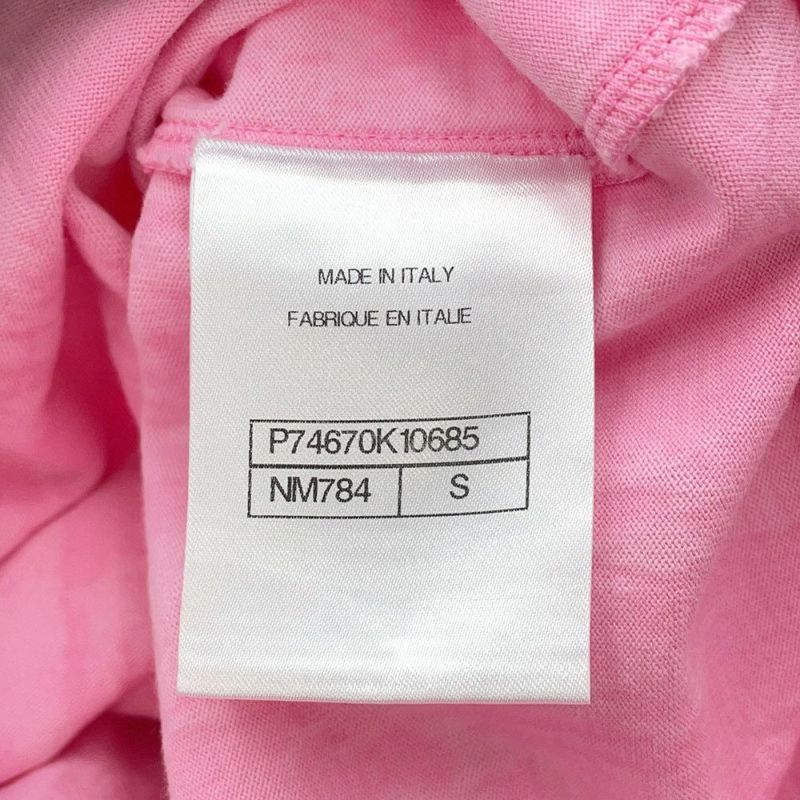 MADE IN ITALY
FABRIQUE EN ITALIE
P74670K10685
NM784 S